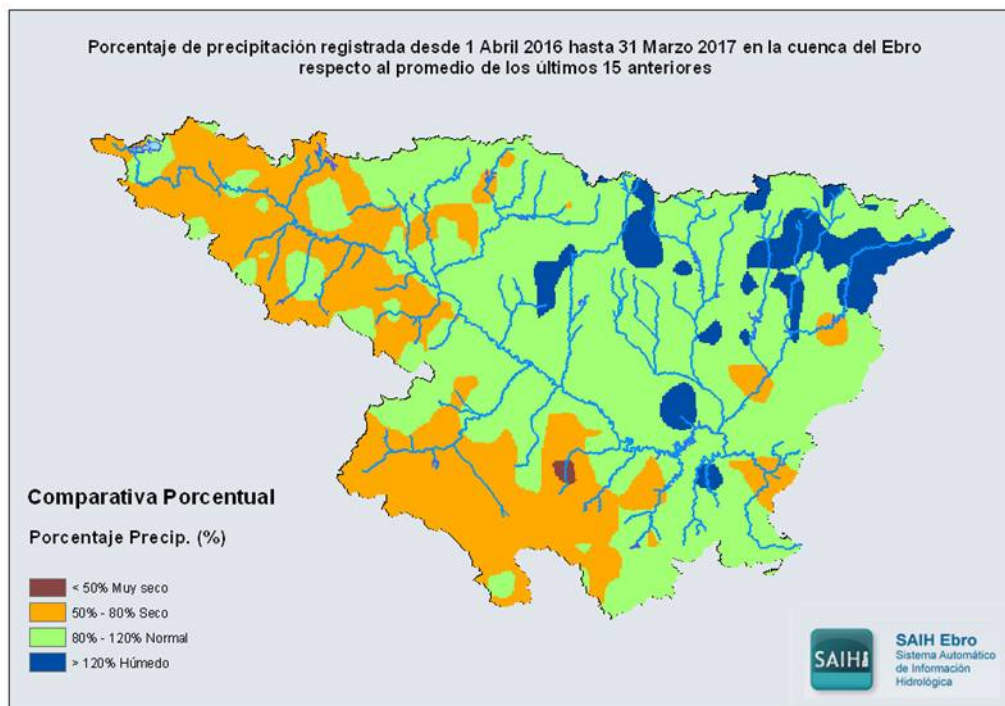 Porcentaje de precipitación registrada desde 1 Abril 2016 hasta 31 Marzo 2017 en la cuenca del Ebro
respecto al promedio de los últimos 15 anteriores
Comparativa Porcentual
Porcentaje Precip. (%)
< 50% Muy seco
50% - 80% Seco
80% - 120% Normal
> 120% Húmedo
SAIH
SAIH Ebro
Sistema Automático
de Información
Hidrológica